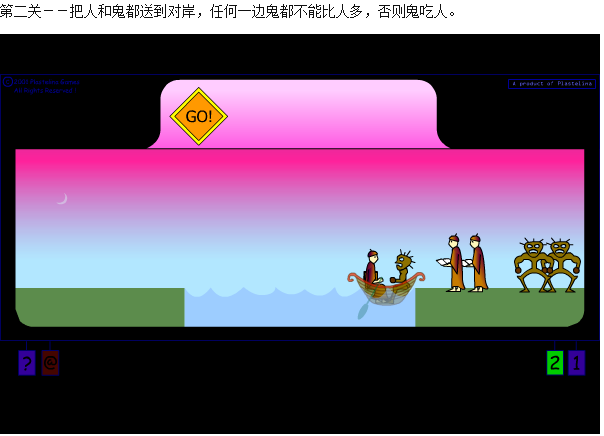 第二关－－把人和鬼都送到对岸，任何一边鬼都不能比人多，否则鬼吃人。
A product of Plastelina
GO!
? @ 2 1